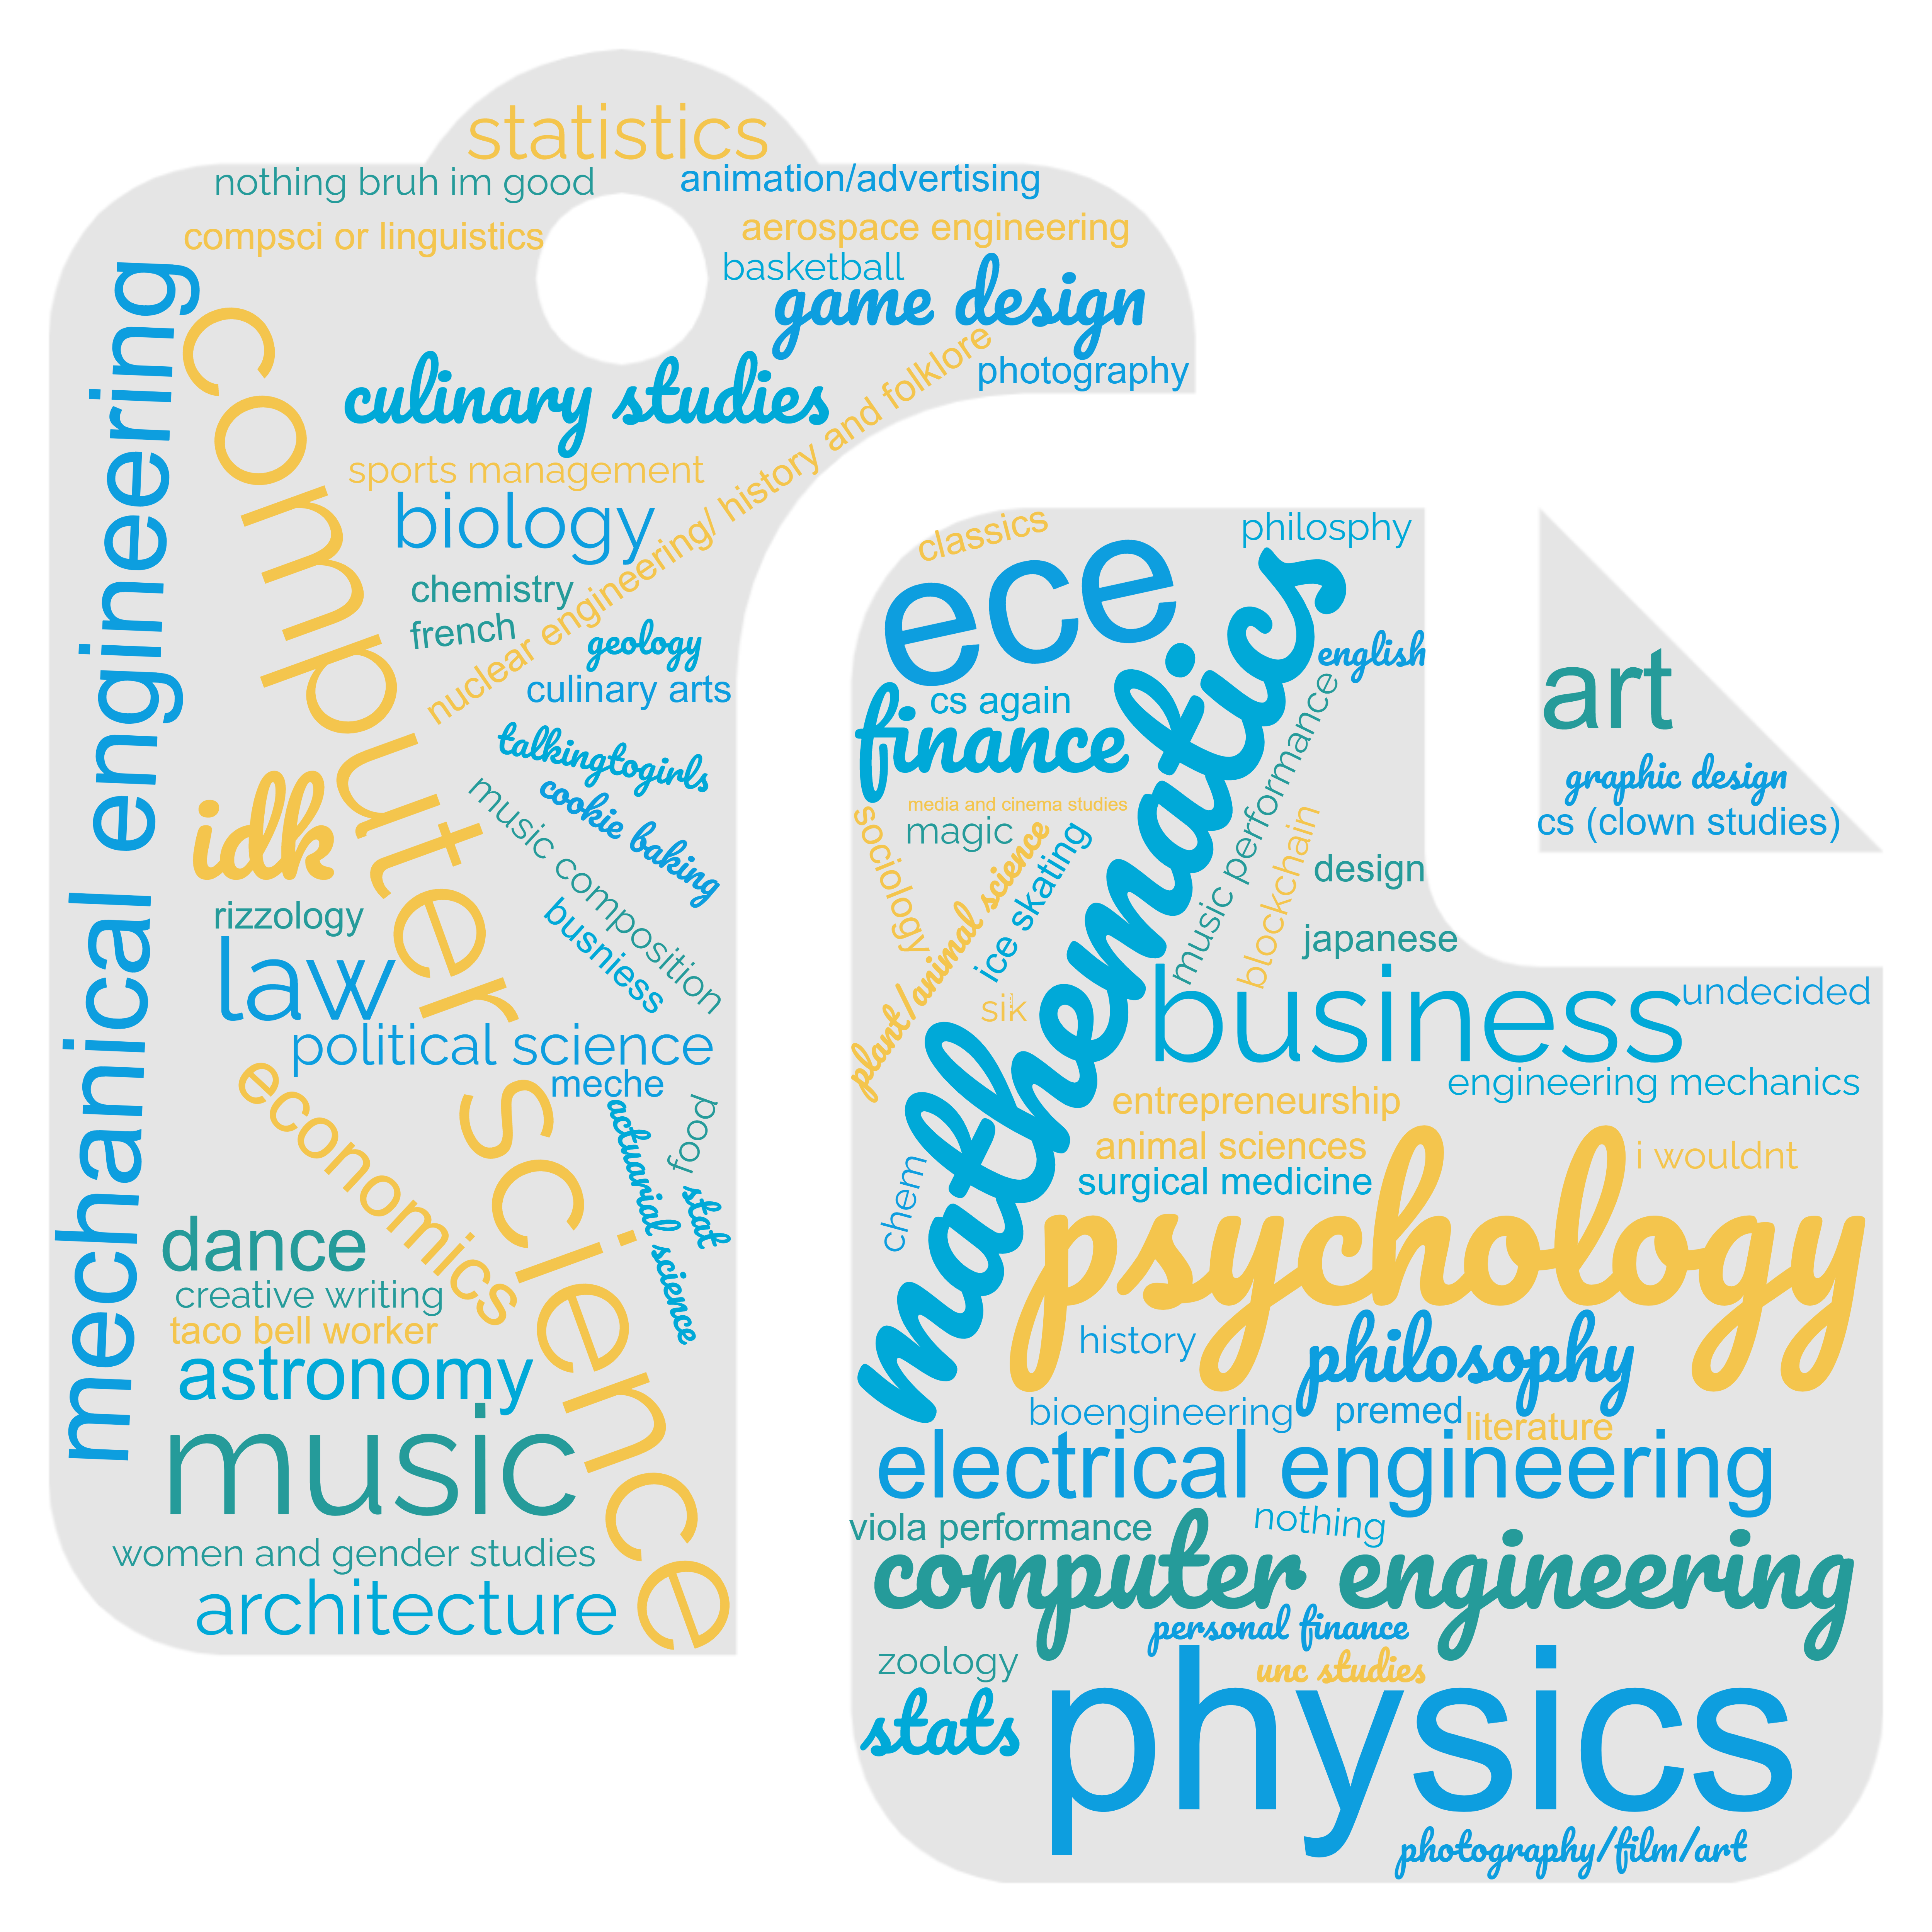 statistics
nothing bruh im good
animation/advertising
compsci or linguistics
aerospace engineering
basketball
game design
photography
mechanical engineering
computer science
culinary studies
nuclear engineering/ history and folklore
sports management
biology
chemistry
french
geology
culinary arts
talkingtogirls
cookie baking
music composition
busniess
idk
rizzology
law
political science
meche
economics
actuarial science
food
stat
dance
creative writing
taco bell worker
astronomy
music
women and gender studies
architecture
classics
philosphy
ece
mathematics
english
cs again
finance
media and cinema studies
magic
sociology
plant/animal science
ice skating
sik
music performance
blockchain
design
japanese
art
graphic design
cs (clown studies)
business
undecided
engineering mechanics
entrepreneurship
animal sciences
surgical medicine
i wouldnt
chem
psychology
history
philosophy
bioengineering
premed
literature
electrical engineering
viola performance
nothing
computer engineering
personal finance
unc studies
zoology
stats
physics
photography/film/art